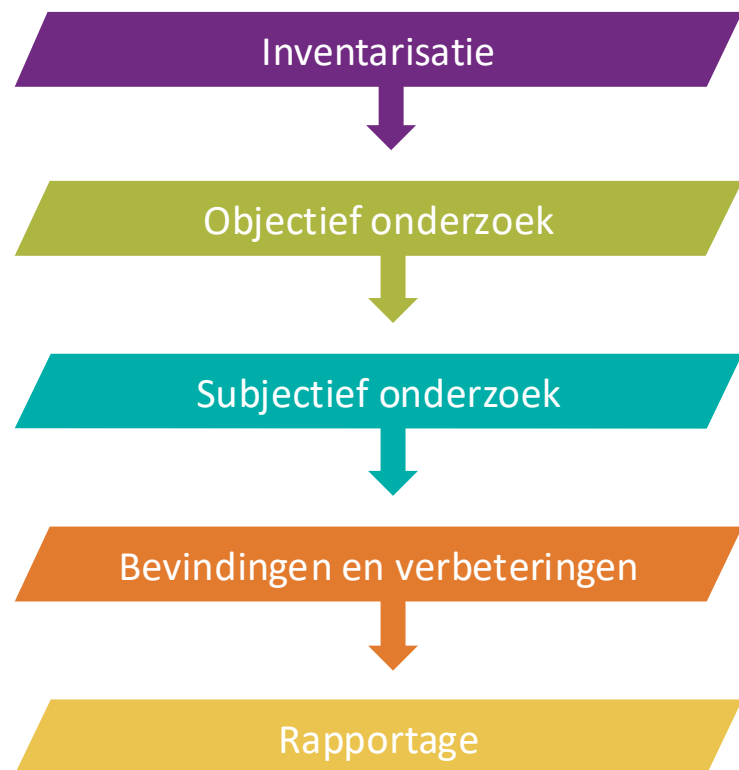 Inventarisatie
Objectief onderzoek
Subjectief onderzoek
Bevindingen en verbeteringen
Rapportage